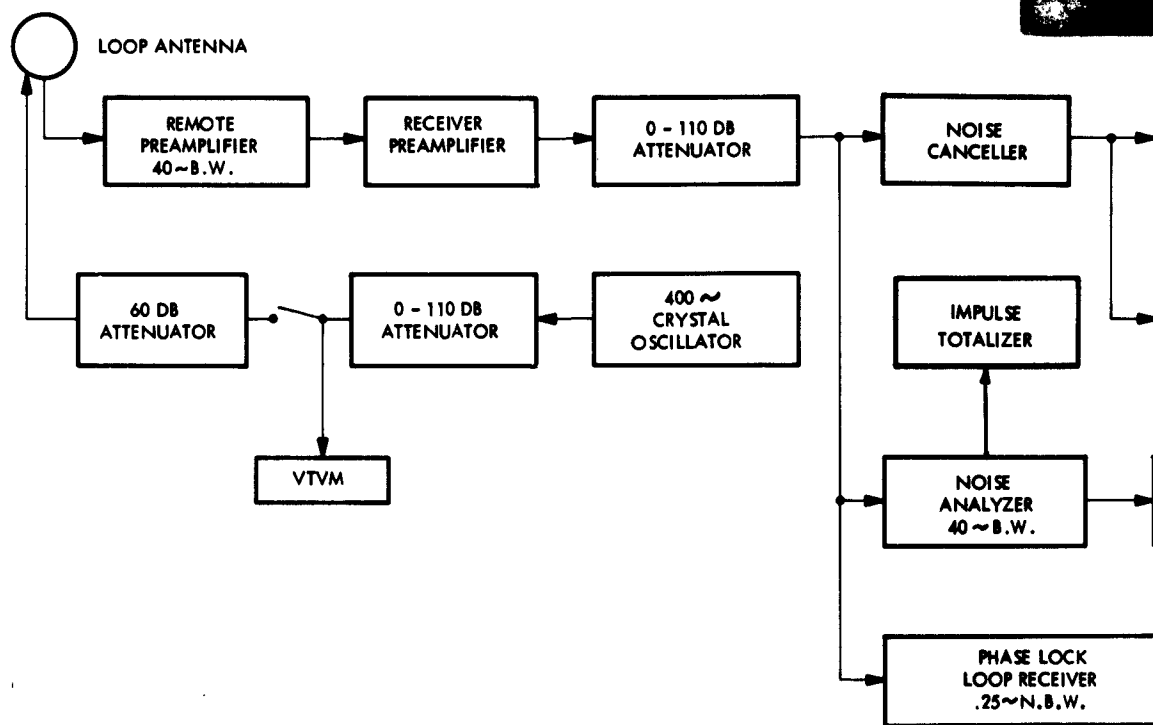 LOOP ANTENNA
REMOTE
PREAMPLIFIER
40~B.W.
RECEIVER
PREAMPLIFIER
0 - 110 DB
ATTENUATOR
NOISE
CANCELLER
60 DB
ATTENUATOR
0 - 110 DB
ATTENUATOR
400 ~
CRYSTAL
OSCILLATOR
IMPULSE
TOTALIZER
VTVM
NOISE
ANALYZER
40 ~ B.W.
PHASE LOCK
LOOP RECEIVER
.25~N.B.W.